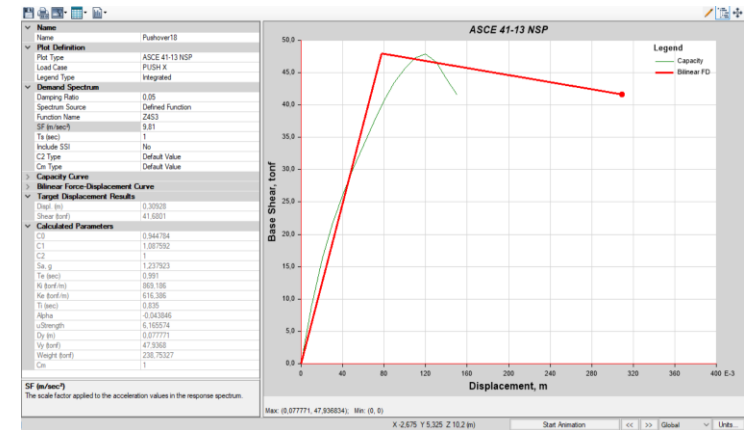 Name
Name Pushover18
Plot Definition
Plot Type ASCE 41-13 NSP
Load Case PUSH X
Legend Type Integrated
Demand Spectrum
Damping Ratio 0,05
Spectrum Source Defined Function
Function Name Z4S3
SF (m/sec²) 9,81
Ts (sec) 1
Include SSI No
C2 Type Default Value
Cm Type Default Value
Capacity Curve
Bilinear Force-Displacement Curve
Target Displacement Results
Displ. (m) 0,30928
Shear (tonf) 41,6801
Calculated Parameters
C0 0,944784
C1 1,087592
C2 1
Sa, g 1,237923
Te (sec) 0,991
Ki (tonf/m) 869,186
Ke (tonf/m) 616,386
Ti (sec) 0,835
Alpha -0,043846
uStrength 6,165574
Dy (m) 0,077771
Vy (tonf) 47,9368
Weight (tonf) 238,75327
Cm 1
SF (m/sec²)
The scale factor applied to the acceleration values in the response spectrum.
ASCE 41-13 NSP
Legend
Capacity
Bilinear FD
Base Shear, tonf
50,0
45,0
40,0
35,0
30,0
25,0
20,0
15,0
10,0
5,0
0,0
0 40 80 120 160 200 240 280 320 360 400 E-3
Displacement, m
Max: (0,077771, 47,936834); Min: (0, 0)
X -2,675 Y 5,325 Z 10,2 (m) Start Animation << >> Global Units...